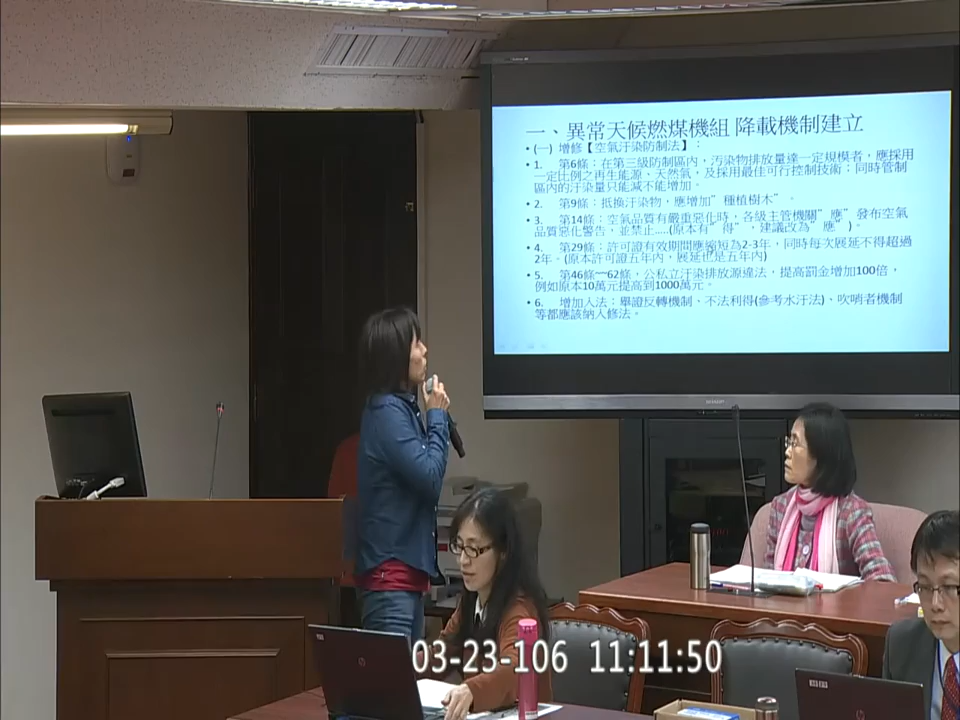 一、異常天候燃煤機組 降載機制建立
• (一) 增修【空氣汙染防制法】：
• 1. 第6條：在第三級防制區內，汙染物排放量達一定規模者，應採用
一定比例之再生能源、天然氣，及採用最佳可行控制技術；同時管制
區內的汙染量只能減不能增加。
• 2. 第9條：抵換汙染物，應增加”種植樹木”。
• 3. 第14條：空氣品質有嚴重惡化時，各級主管機關”應”發布空氣
品質惡化警告，並禁止.....(原本有”得”，建議改為”應”)。
• 4. 第29條：許可證有效期間應縮短為2-3年，同時每次展延不得超過
2年。(原本許可證五年內，展延也是五年內)
• 5. 第46條~~62條，公私立汙染排放源違法，提高罰金增加100倍，
例如原本10萬元提高到1000萬元。
• 6. 增加入法：舉證反轉機制、不法利得(參考水汙法)、吹哨者機制
等都應該納入修法。
SHARP
03-23-106 11:11:50